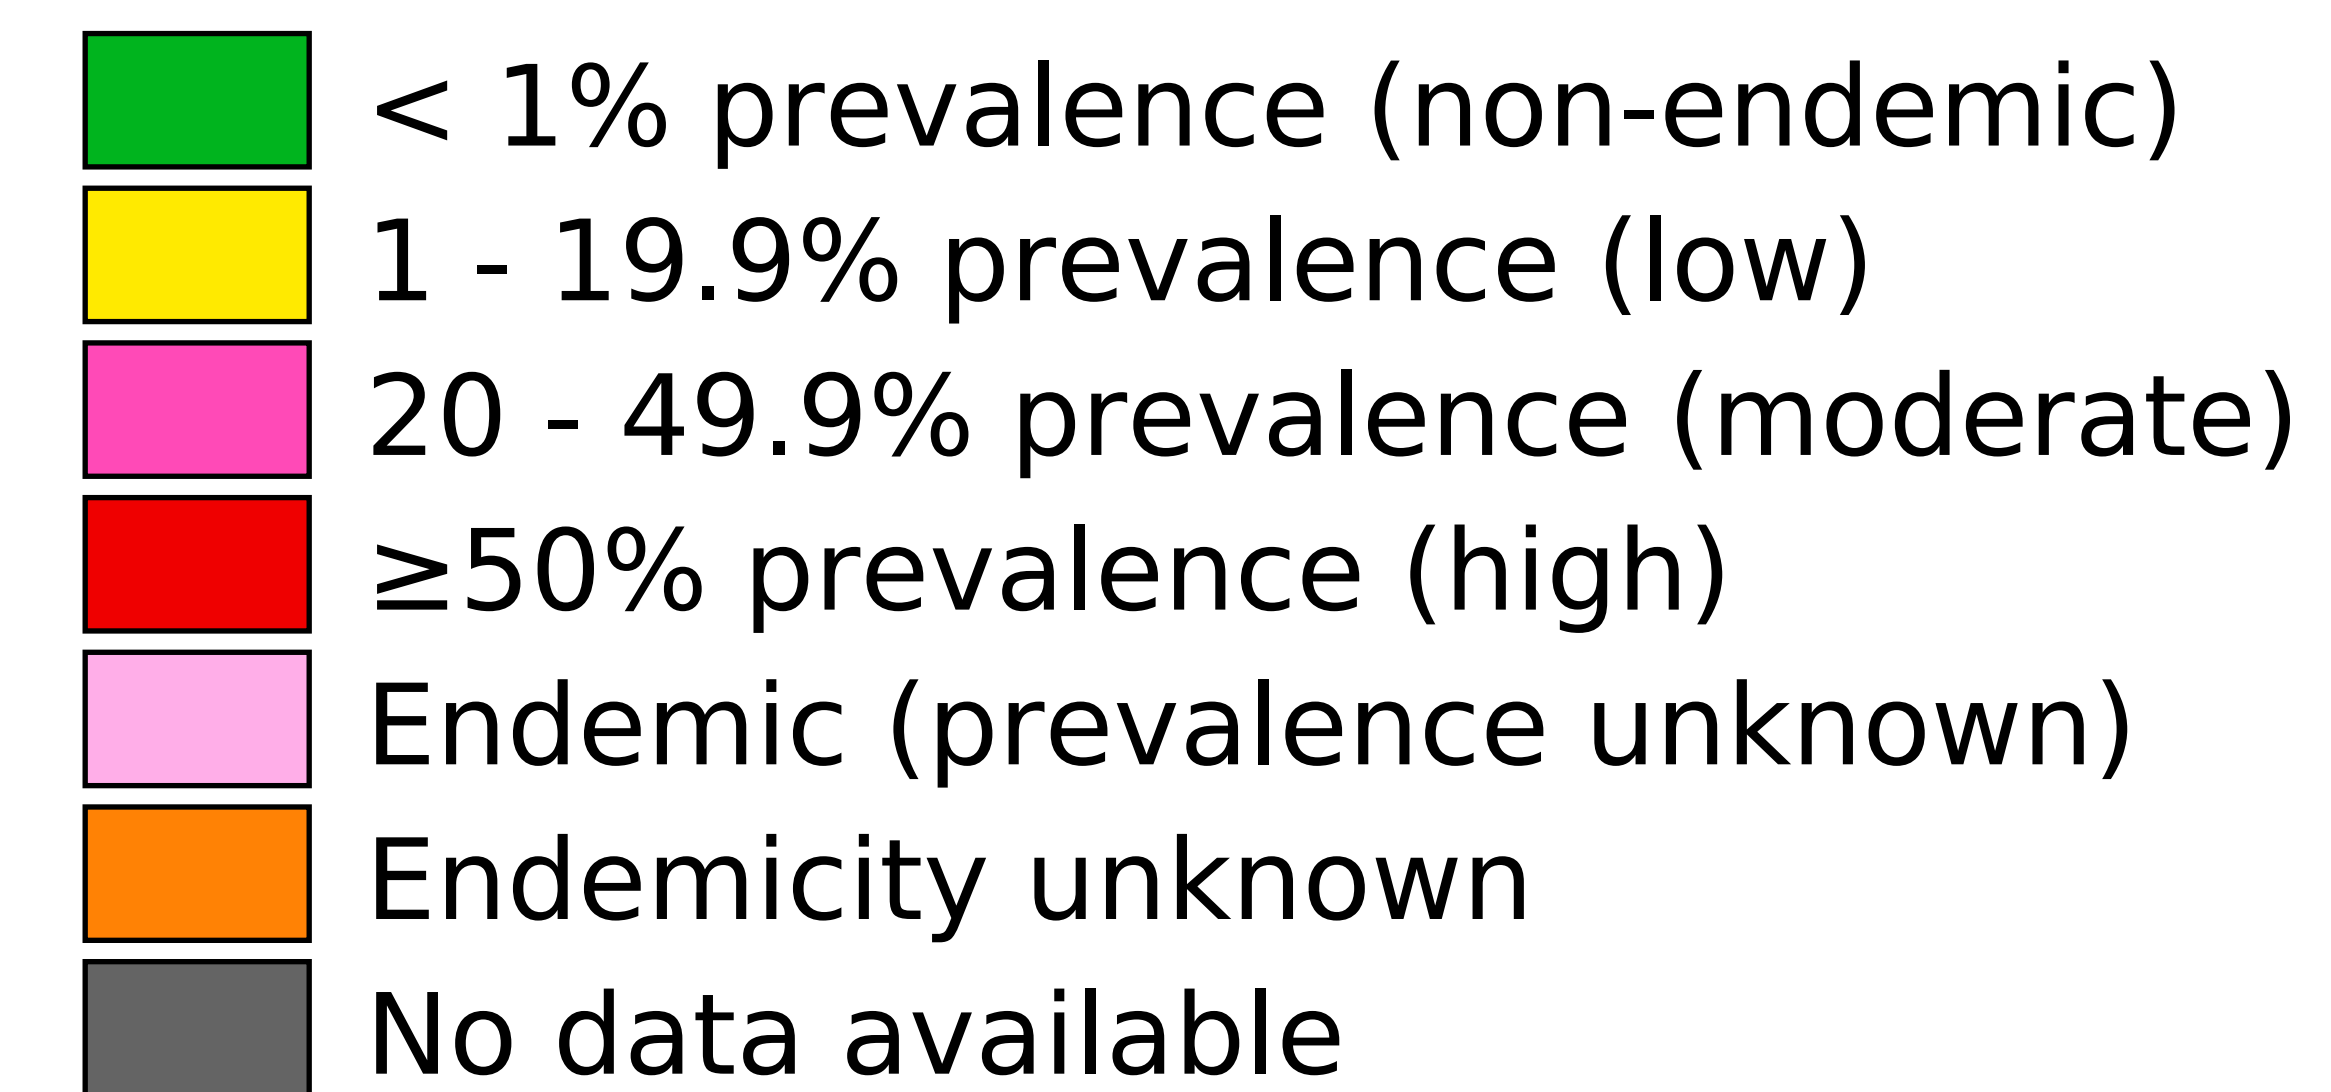 < 1% prevalence (non-endemic)
1 - 19.9% prevalence (low)
20 - 49.9% prevalence (moderate)
≥50% prevalence (high)
Endemic (prevalence unknown)
Endemicity unknown
No data available